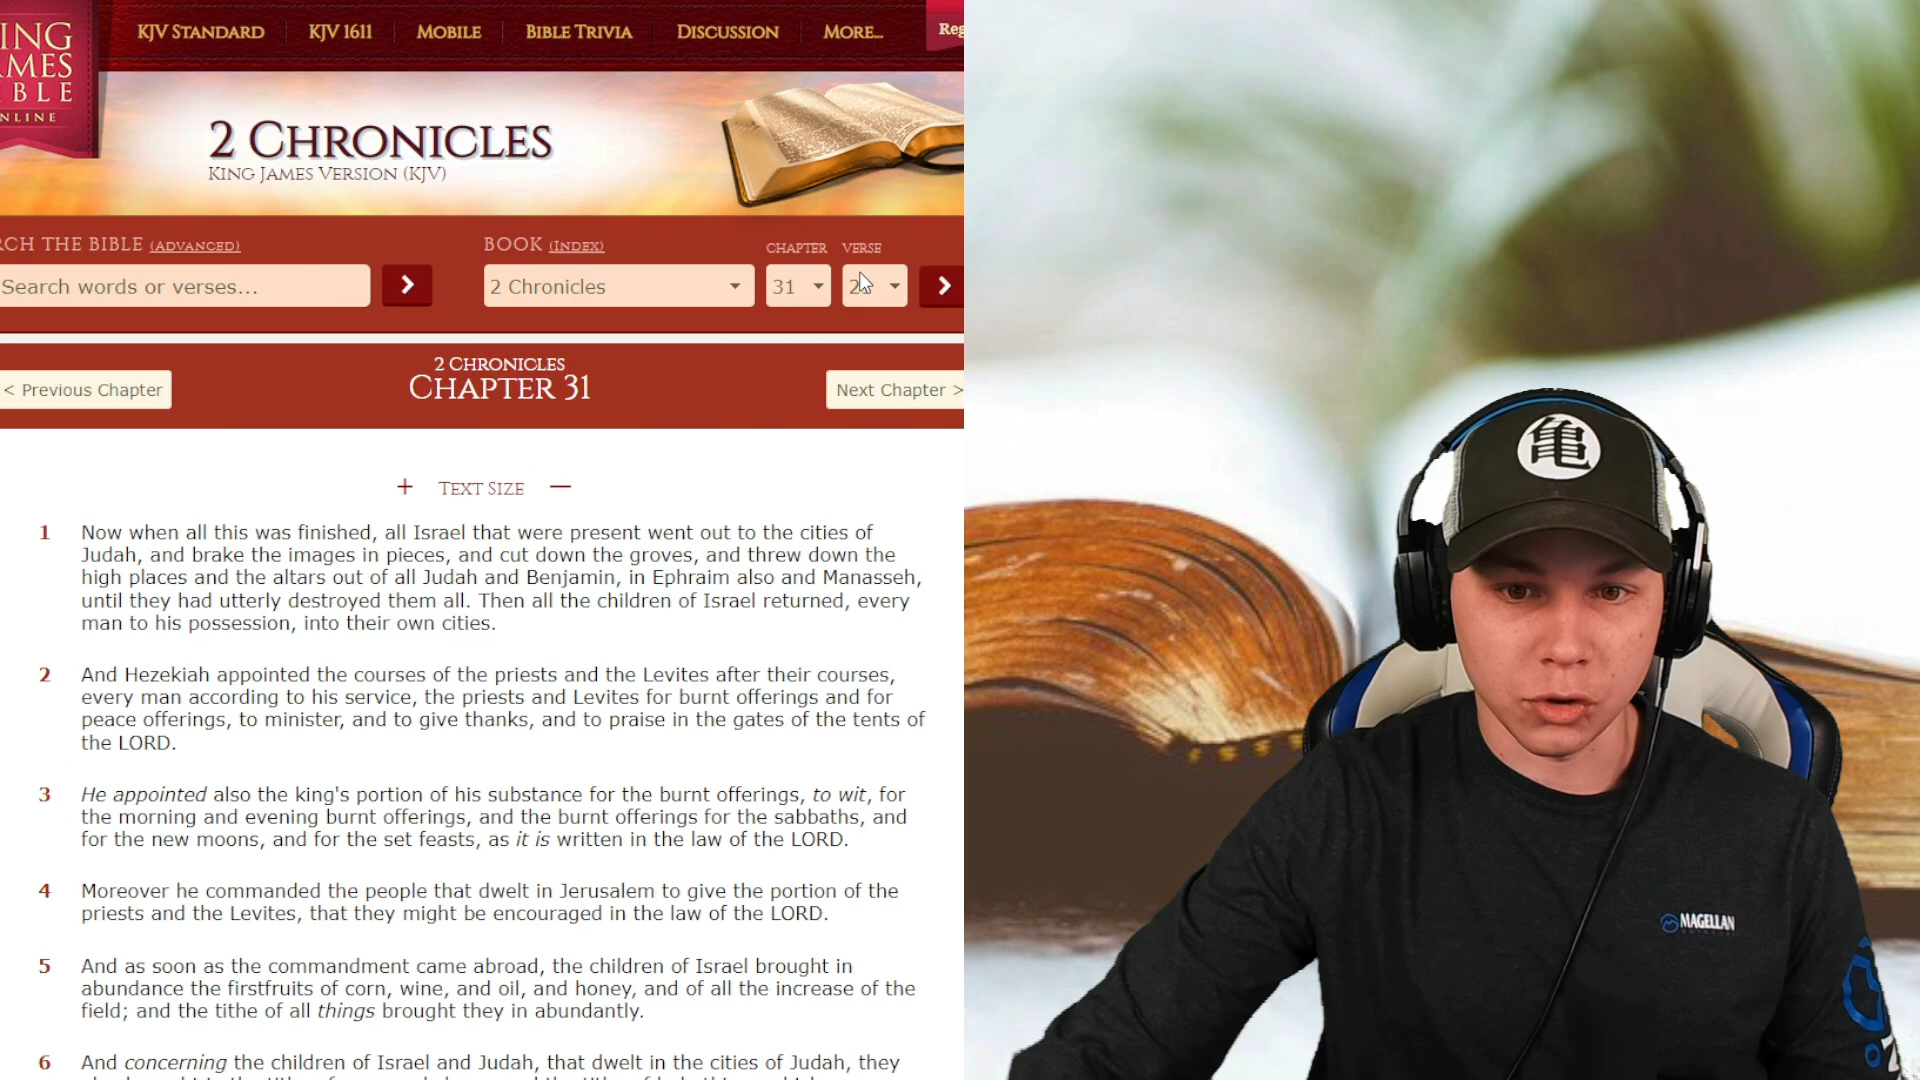 ING
AMES
BLE
NLINE
KJV STANDARD
KJV 1611
MOBILE
BIBLE TRIVIA
DISCUSSION
MORE...
Reg
2 CHRONICLES
KING JAMES VERSION (KJV)
RCH THE BIBLE (ADVANCED)
BOOK (INDEX)
CHAPTER
VERSE
Search words or verses...
2 Chronicles
31
< Previous Chapter
2 CHRONICLES
CHAPTER 31
Next Chapter >
+ TEXT SIZE —
1 Now when all this was finished, all Israel that were present went out to the cities of
Judah, and brake the images in pieces, and cut down the groves, and threw down the
high places and the altars out of all Judah and Benjamin, in Ephraim also and Manasseh,
until they had utterly destroyed them all. Then all the children of Israel returned, every
man to his possession, into their own cities.
2 And Hezekiah appointed the courses of the priests and the Levites after their courses,
every man according to his service, the priests and Levites for burnt offerings and for
peace offerings, to minister, and to give thanks, and to praise in the gates of the tents of
the LORD.
3 He appointed also the king's portion of his substance for the burnt offerings, to wit, for
the morning and evening burnt offerings, and the burnt offerings for the sabbaths, and
for the new moons, and for the set feasts, as it is written in the law of the LORD.
4 Moreover he commanded the people that dwelt in Jerusalem to give the portion of the
priests and the Levites, that they might be encouraged in the law of the LORD.
5 And as soon as the commandment came abroad, the children of Israel brought in
abundance the firstfruits of corn, wine, and oil, and honey, and of all the increase of the
field; and the tithe of all things brought they in abundantly.
6 And concerning the children of Israel and Judah, that dwelt in the cities of Judah, they
亀
MAGELLAN